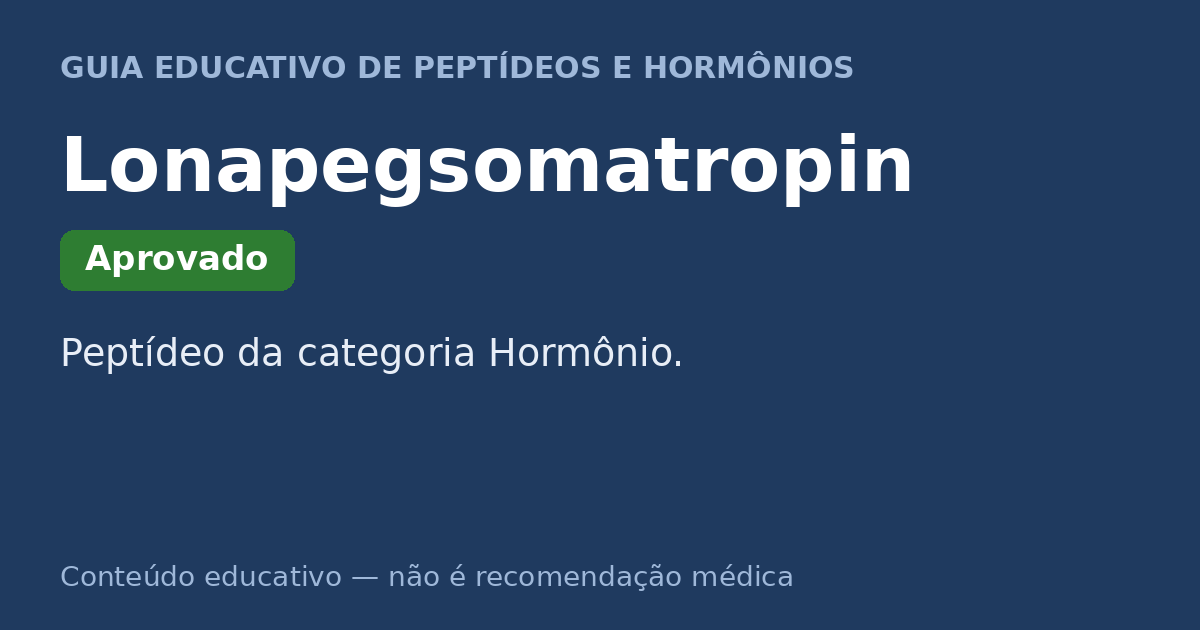 GUIA EDUCATIVO DE PEPTÍDEOS E HORMÔNIOS
Lonapegsomatropin
Aprovado
Peptídeo da categoria Hormônio.
Conteúdo educativo — não é recomendação médica